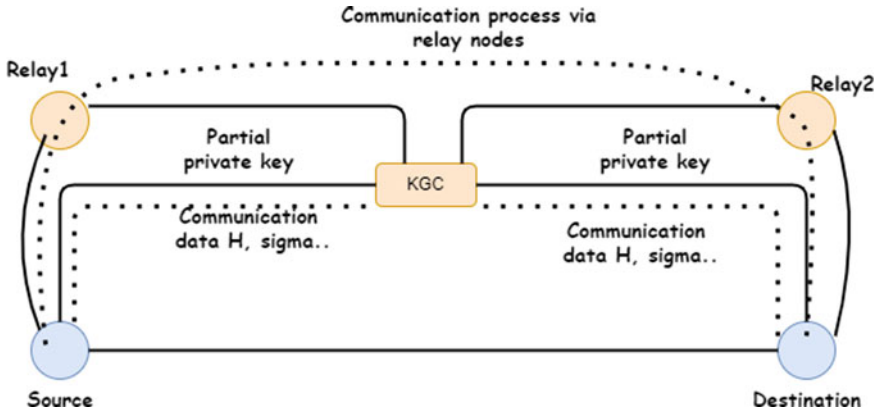 Communication process via
relay nodes
Relay1
Relay2
Partial
private key
Partial
private key
KGC
Communication
data H, sigma..
Communication
data H, sigma..
Source
Destination